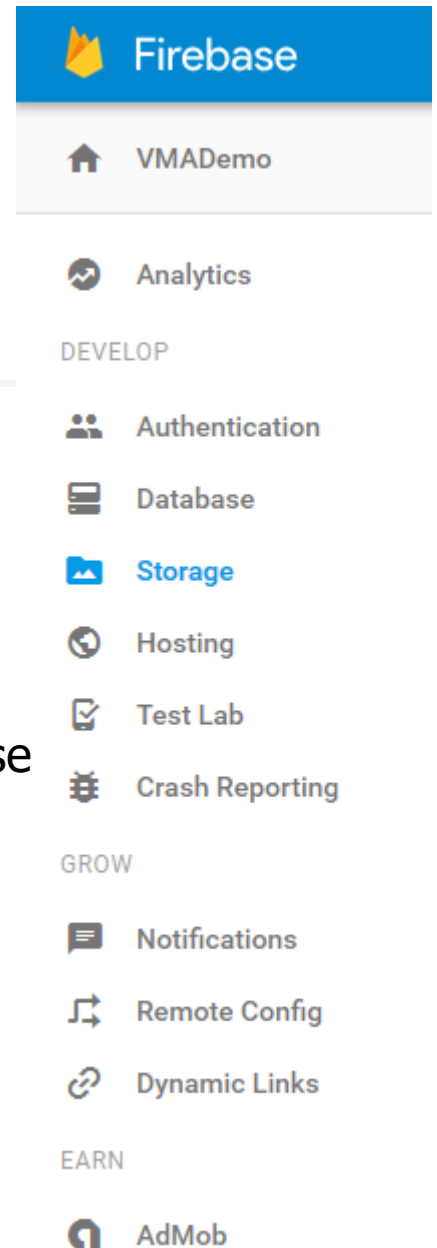 Firebase
VMADemo
Analytics
DEVELOP
Authentication
Database
Storage
Hosting
Test Lab
se
Crash Reporting
GROW
Notifications
Remote Config
Dynamic Links
EARN
AdMob